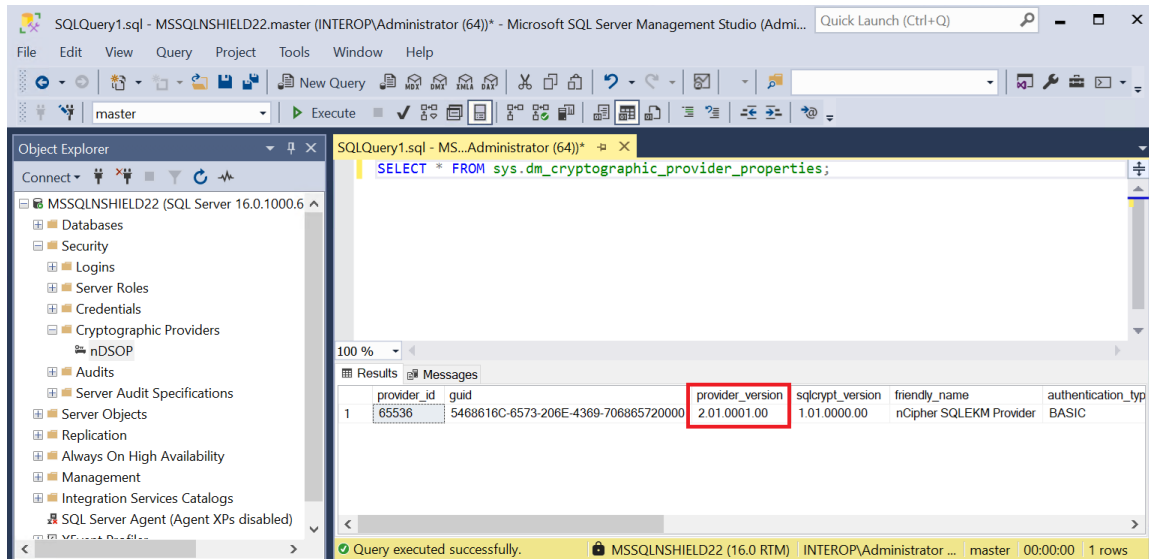 SQLQuery1.sql - MSSQLNSHIELD22.master (INTEROP\Administrator (64))* - Microsoft SQL Server Management Studio (Admi...
Quick Launch (Ctrl+Q)
File Edit View Query Project Tools Window Help
New Query MDX DMX XMLA DAX
master Execute
Object Explorer
Connect
MSSQLNSHIELD22 (SQL Server 16.0.1000.6
Databases
Security
Logins
Server Roles
Credentials
Cryptographic Providers
nDSOP
Audits
Server Audit Specifications
Server Objects
Replication
Always On High Availability
Management
Integration Services Catalogs
SQL Server Agent (Agent XPs disabled)
SQLQuery1.sql - MS...Administrator (64))*
SELECT * FROM sys.dm_cryptographic_provider_properties;
100 %
Results Messages
provider_id guid provider_version sqlcrypt_version friendly_name authentication_typ
1 65536 5468616C-6573-206E-4369-706865720000 2.01.0001.00 1.01.0000.00 nCipher SQLEKM Provider BASIC
Query executed successfully. MSSQLNSHIELD22 (16.0 RTM) INTEROP\Administrator ... master 00:00:00 1 rows